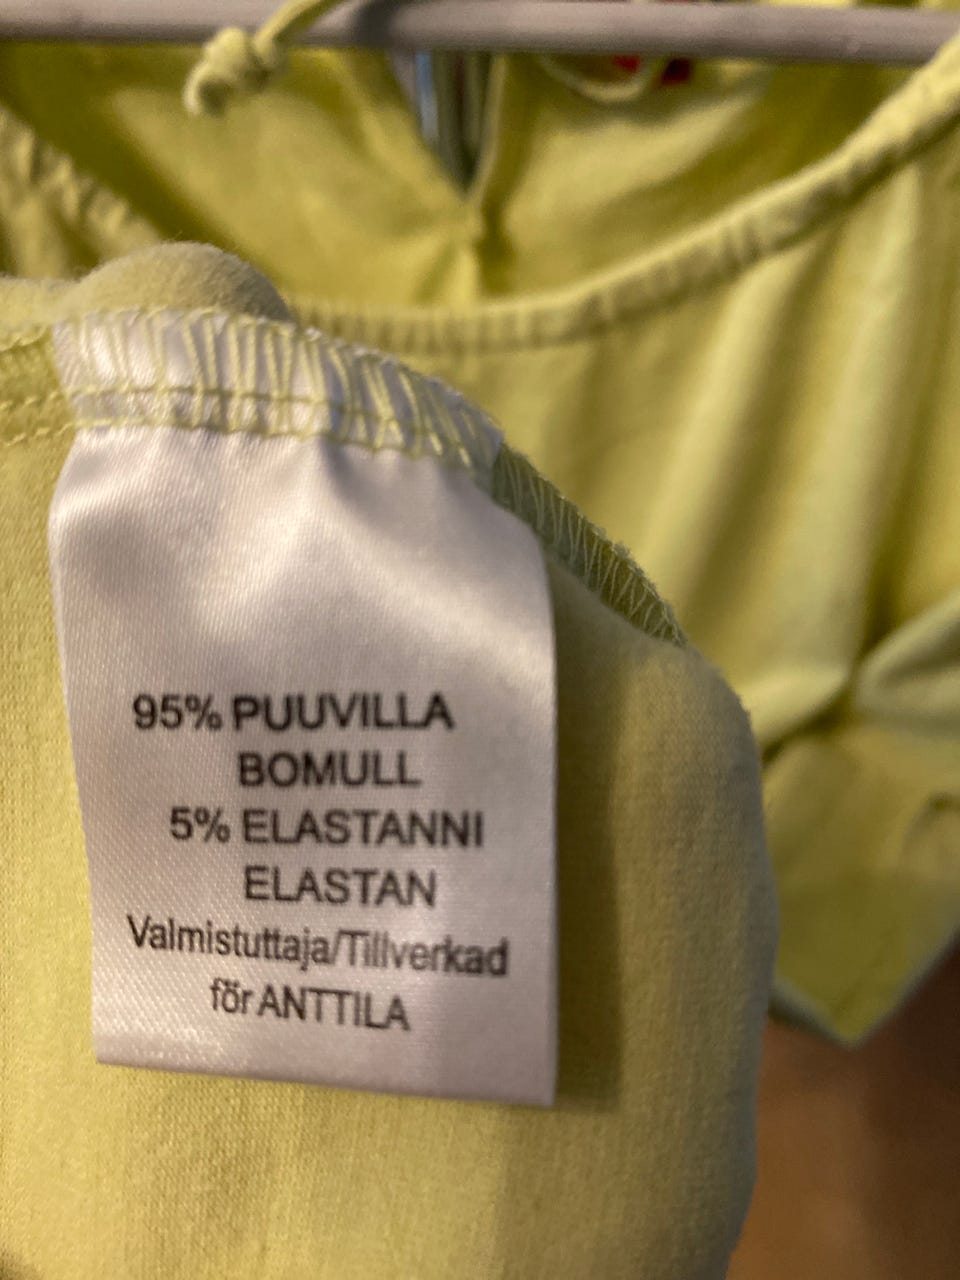 95% PUUVILLA
BOMULL
5% ELASTANNI
ELASTAN
Valmistuttaja/Tillverkad
för ANTTILA